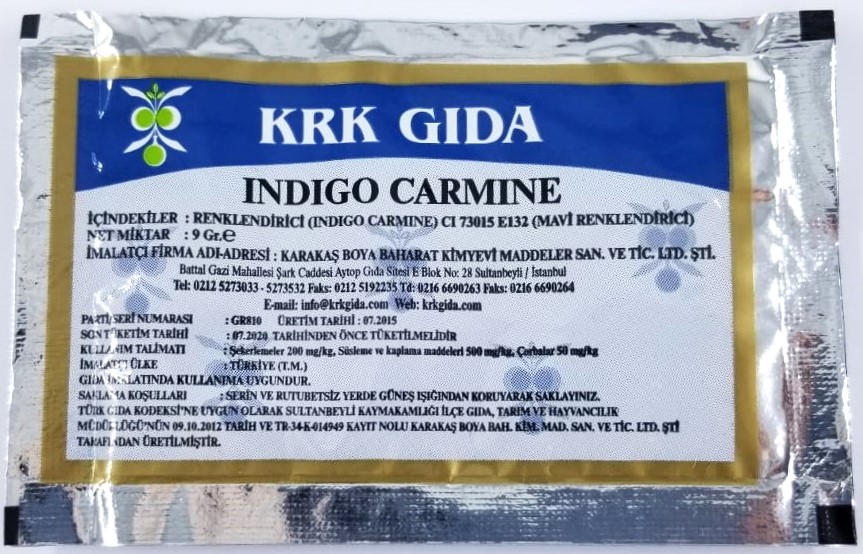 KRK GIDA
INDIGO CARMINE
İÇİNDEKİLER : RENKLENDİRİCİ (INDIGO CARMINE) CI 73015 E132 (MAVİ RENKLENDİRİCİ)
NET MİKTAR : 9 Gr.e
İMALATÇI FİRMA ADI-ADRESİ : KARAKAŞ BOYA BAHARAT KİMYEVİ MADDELER SAN. VE TİC. LTD. ŞTİ.
Battal Gazi Mahallesi Şark Caddesi Aytop Gıda Sitesi E Blok No: 28 Sultanbeyli / İstanbul
Tel: 0212 5273033 - 5273532 Faks: 0212 5192235 Td: 0216 6690263 Faks: 0216 6690264
E-mail: info@krkgida.com Web: krkgida.com
PARTİ/SERİ NUMARASI : GR810 ÜRETİM TARİHİ : 07.2015
SON TÜKETİM TARİHİ : 07.2020 TARİHİNDEN ÖNCE TÜKETİLMELİDİR
KULLANIM TALİMATI : Şekerlemeler 200 mg/kg, Süsleme ve kaplama maddeleri 500 mg/kg, Çorbalar 50 mg/kg
İMALATÇI ÜLKE : TÜRKİYE (T.M.)
GIDA İMALATINDA KULLANIMA UYGUNDUR.
SAKLAMA KOŞULLARI : SERİN VE RUTUBETSİZ YERDE GÜNEŞ IŞIĞINDAN KORUYARAK SAKLAYINIZ.
TÜRK GIDA KODEKSİ'NE UYGUN OLARAK SULTANBEYLİ KAYMAKAMLIĞI İLÇE GIDA, TARIM VE HAYVANCILIK
MÜDÜRLÜĞÜ'NÜN 09.10.2012 TARİH VE TR-34-K-014949 KAYIT NOLU KARAKAŞ BOYA BAH. KİM. MAD. SAN. VE TİC. LTD. ŞTİ
TARAFINDAN ÜRETİLMİŞTİR.